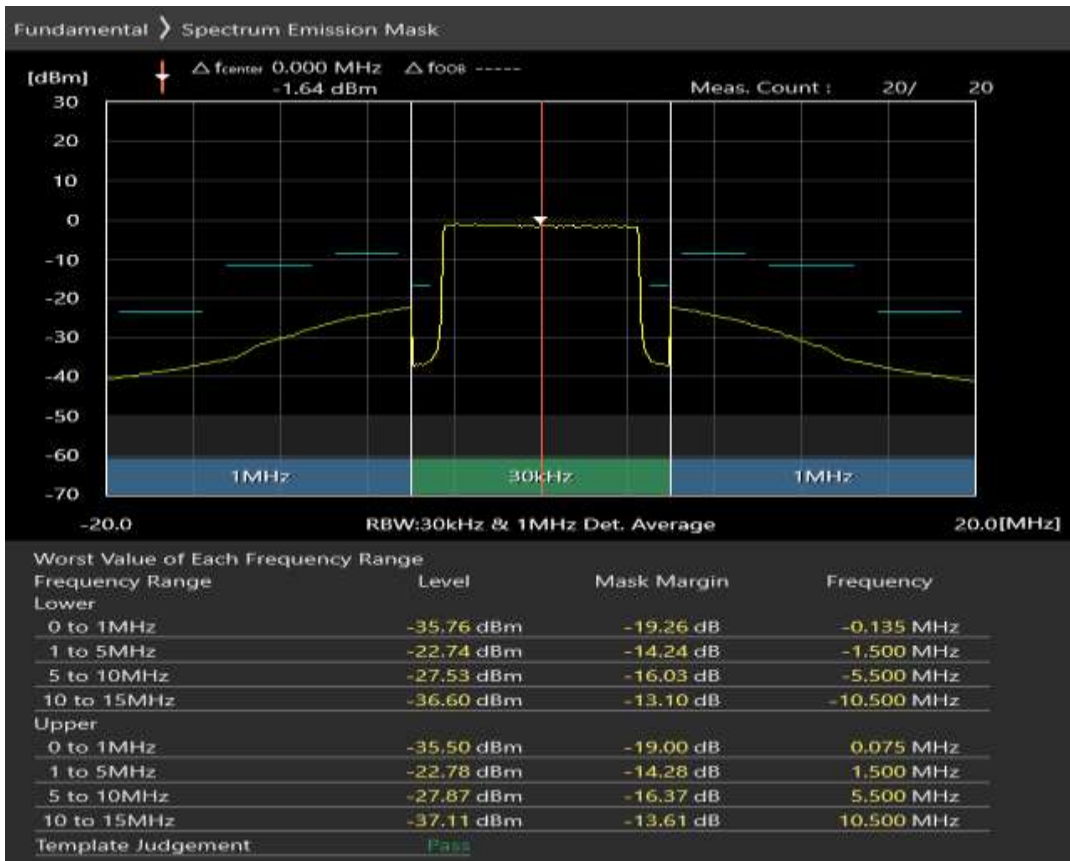 Fundamental ❯ Spectrum Emission Mask
[dBm] △ fcenter 0.000 MHz △ fOOB -----
-1.64 dBm Meas. Count : 20/ 20
30
20
10
0
-10
-20
-30
-40
-50
-60
1MHz 30kHz 1MHz
-70
-20.0 RBW:30kHz & 1MHz Det. Average 20.0[MHz]
Worst Value of Each Frequency Range
Frequency Range Level Mask Margin Frequency
Lower
0 to 1MHz -35.76 dBm -19.26 dB -0.135 MHz
1 to 5MHz -22.74 dBm -14.24 dB -1.500 MHz
5 to 10MHz -27.53 dBm -16.03 dB -5.500 MHz
10 to 15MHz -36.60 dBm -13.10 dB -10.500 MHz
Upper
0 to 1MHz -35.50 dBm -19.00 dB 0.075 MHz
1 to 5MHz -22.78 dBm -14.28 dB 1.500 MHz
5 to 10MHz -27.87 dBm -16.37 dB 5.500 MHz
10 to 15MHz -37.11 dBm -13.61 dB 10.500 MHz
Template Judgement Pass